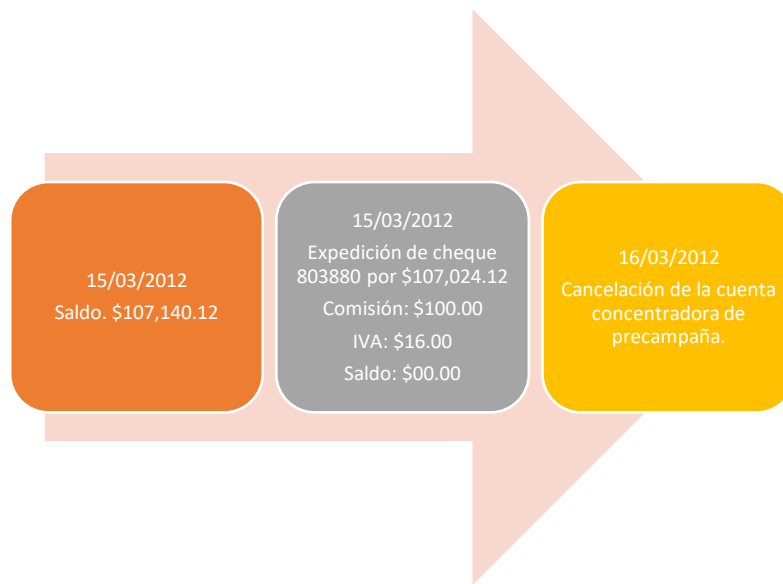 15/03/2012
Saldo. $107,140.12
15/03/2012
Expedición de cheque
803880 por $107,024.12
Comisión: $100.00
IVA: $16.00
Saldo: $00.00
16/03/2012
Cancelación de la cuenta
concentradora de
precampaña.